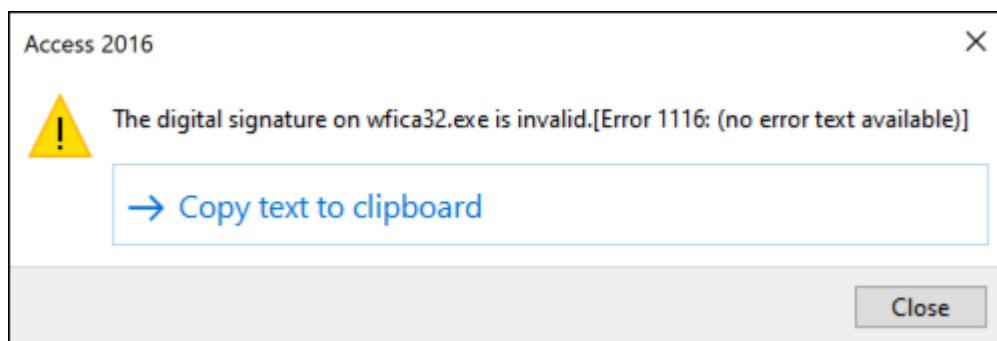 Access 2016
The digital signature on wfica32.exe is invalid.[Error 1116: (no error text available)]
Copy text to clipboard
Close